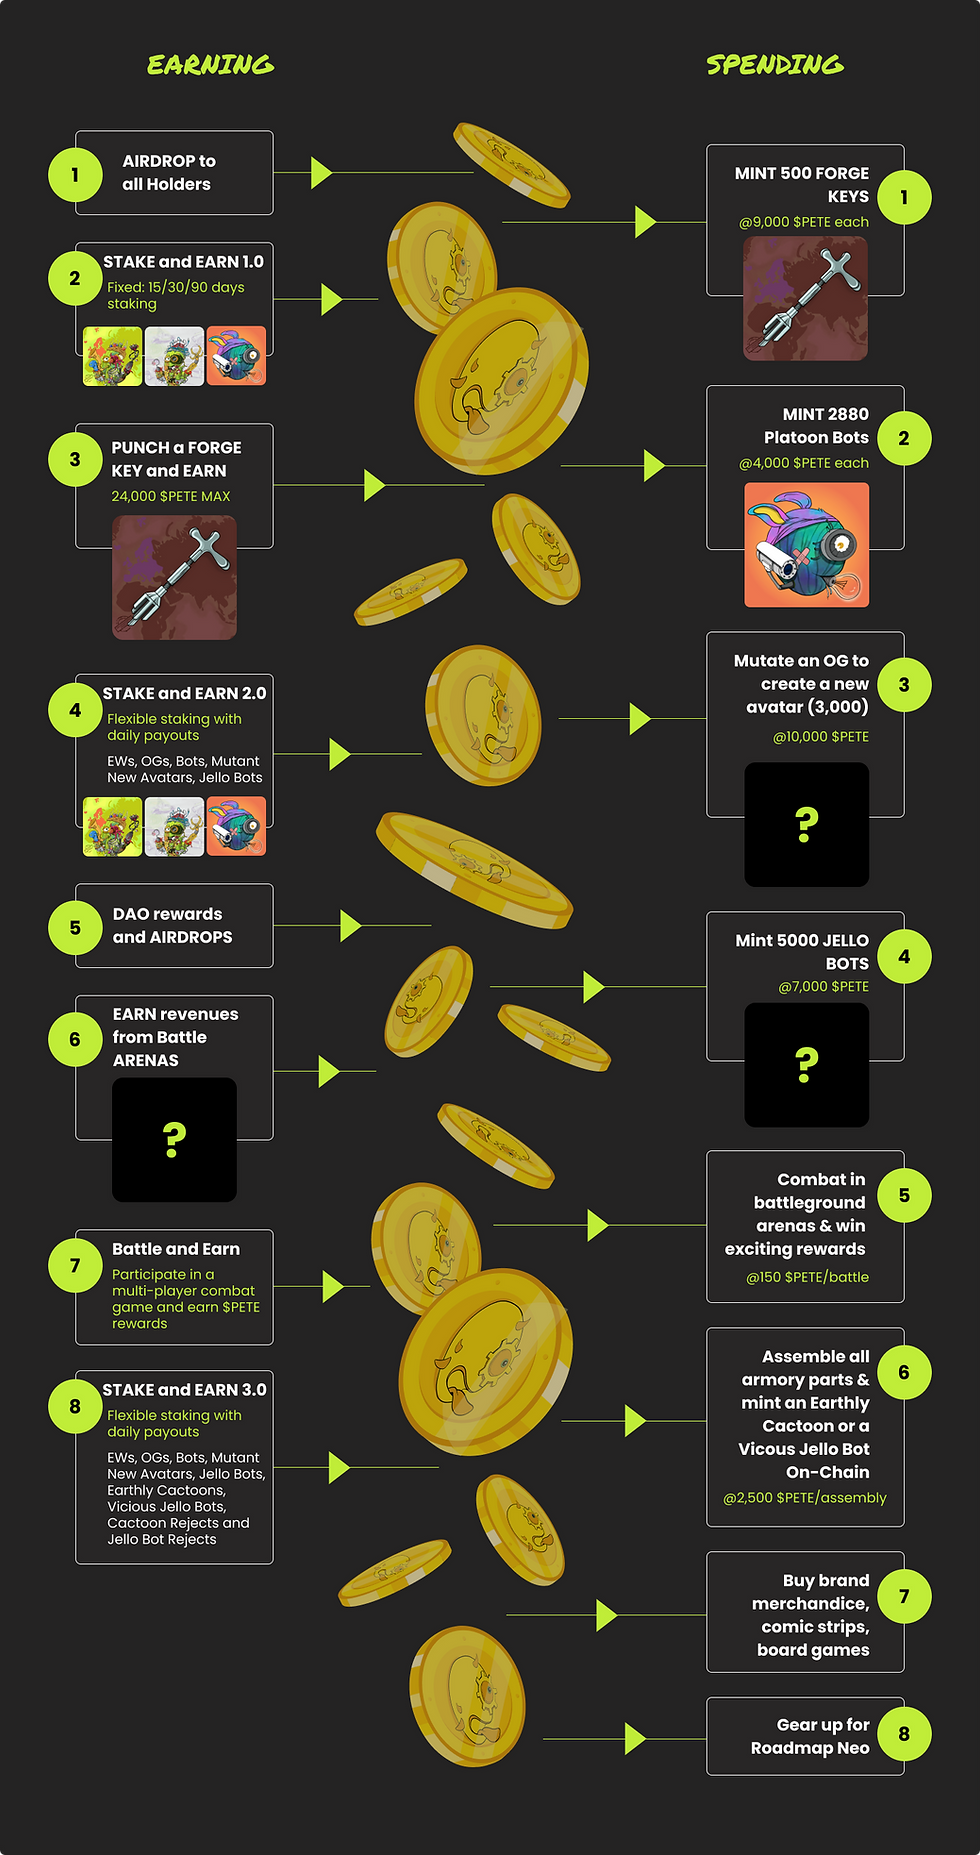 EARNING
1
AIRDROP to
all Holders
2
STAKE and EARN 1.0
Fixed: 15/30/90 days
staking
3
PUNCH a FORGE
KEY and EARN
24,000 $PETE MAX
4
STAKE and EARN 2.0
Flexible staking with
daily payouts
EWs, OGs, Bots, Mutant
New Avatars, Jello Bots
5
DAO rewards
and AIRDROPS
6
EARN revenues
from Battle
ARENAS
?
7
Battle and Earn
Participate in a
multi-player combat
game and earn $PETE
rewards
8
STAKE and EARN 3.0
Flexible staking with
daily payouts
EWs, OGs, Bots, Mutant
New Avatars, Jello Bots,
Earthly Cactoons,
Vicious Jello Bots,
Cactoon Rejects and
Jello Bot Rejects
SPENDING
MINT 500 FORGE
KEYS
1
@9,000 $PETE each
MINT 2880
Platoon Bots
2
@4,000 $PETE each
Mutate an OG to
create a new
avatar (3,000)
3
@10,000 $PETE
?
Mint 5000 JELLO
BOTS
4
@7,000 $PETE
?
Combat in
battleground
arenas & win
exciting rewards
5
@150 $PETE/battle
Assemble all
armory parts &
mint an Earthly
Cactoon or a
Vicous Jello Bot
On-Chain
6
@2,500 $PETE/assembly
Buy brand
merchandice,
comic strips,
board games
7
Gear up for
Roadmap Neo
8